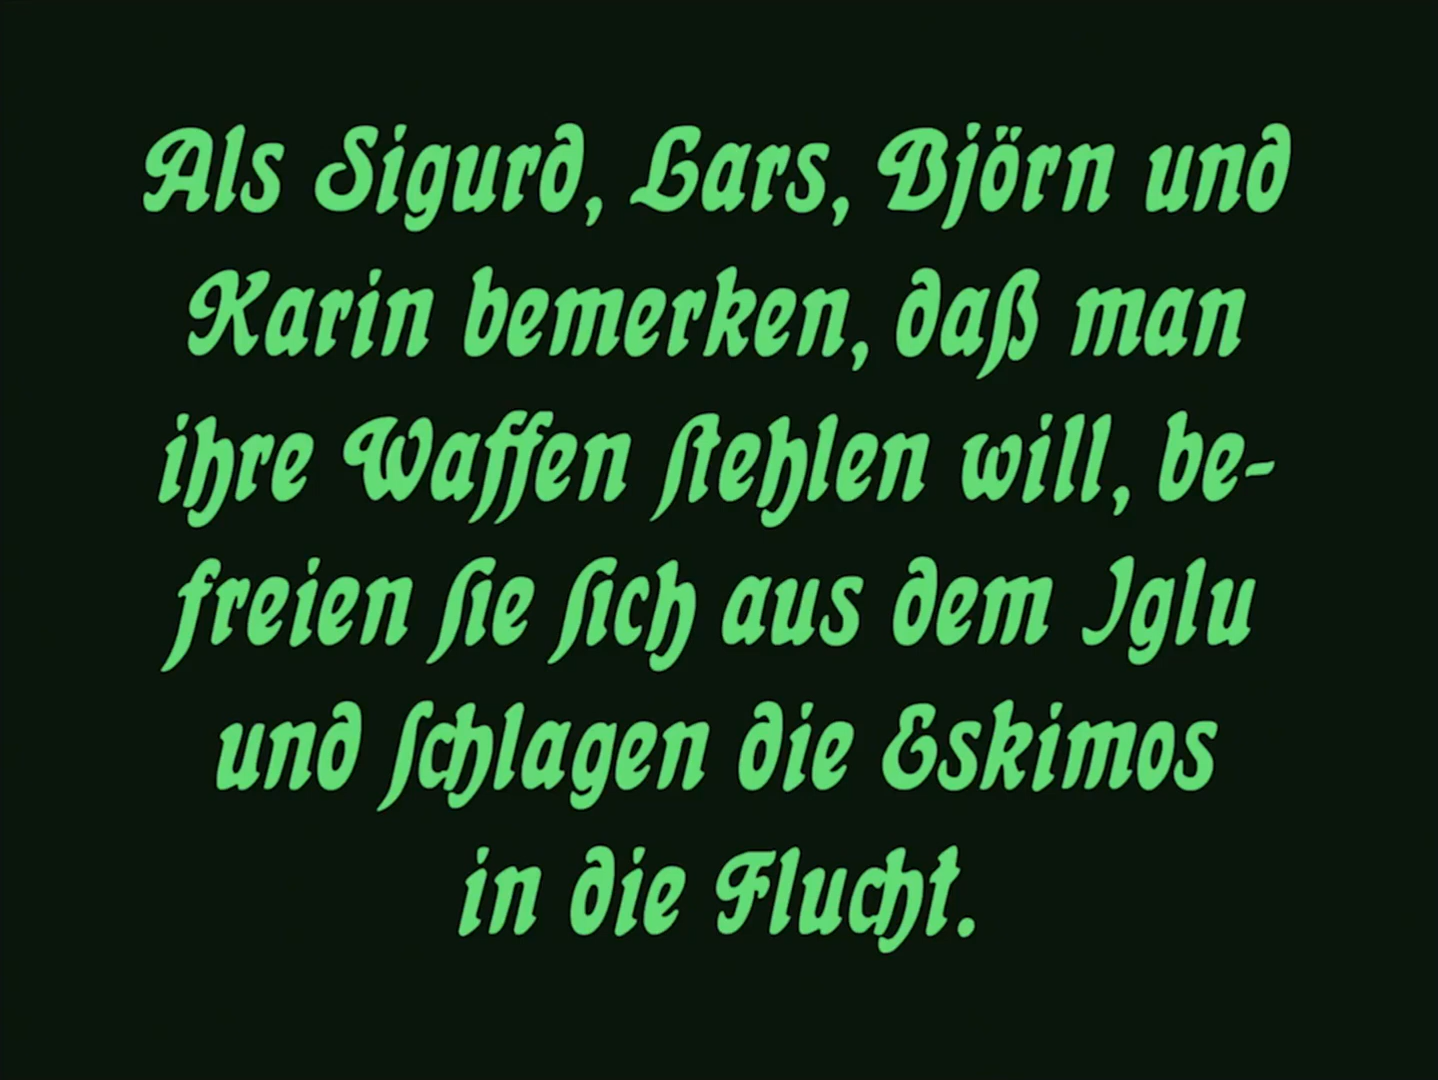 Als Sigurd, Lars, Björn und
Karin bemerken, daß man
ihre Waffen ſtehlen will, be-
freien ſie ſich aus dem Iglu
und ſchlagen die Eskimos
in die Flucht.